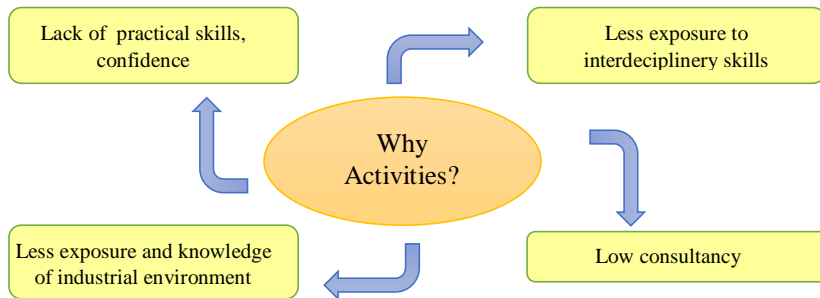 Lack of practical skills,
confidence
Less exposure to
interdeciplinery skills
Why
Activities?
Less exposure and knowledge
of industrial environment
Low consultancy